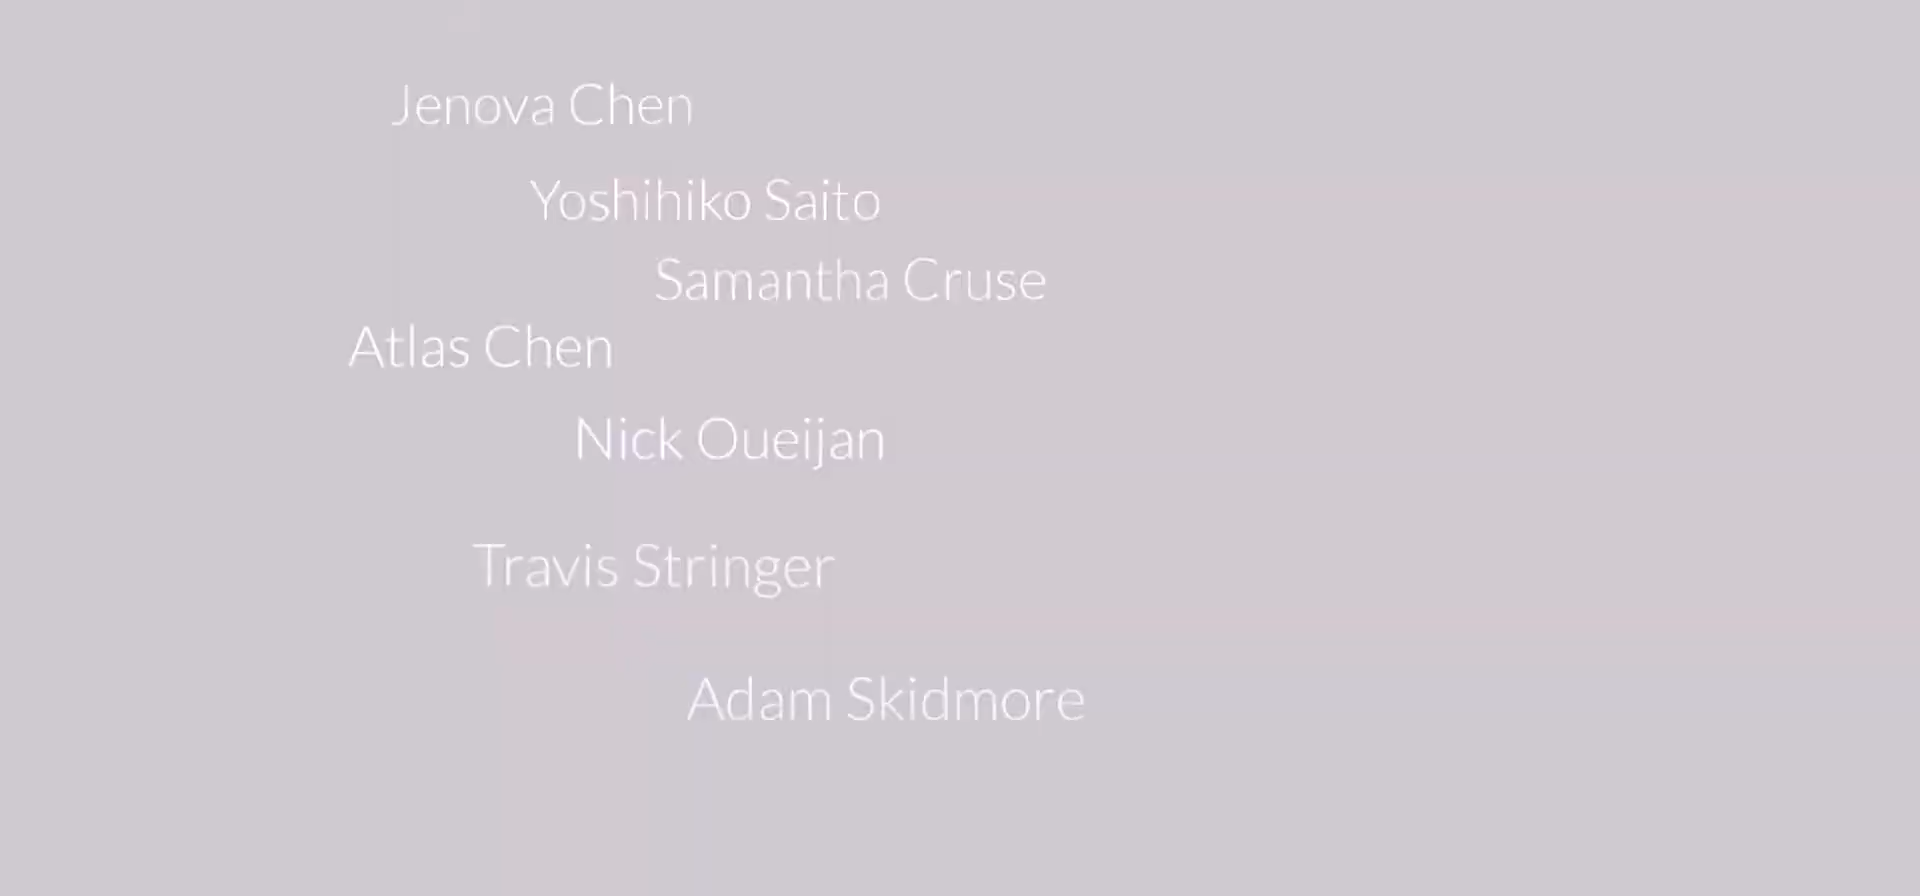 Jenova Chen
Yoshihiko Saito
Samantha Cruse
Atlas Chen
Nick Oueijan
Travis Stringer
Adam Skidmore